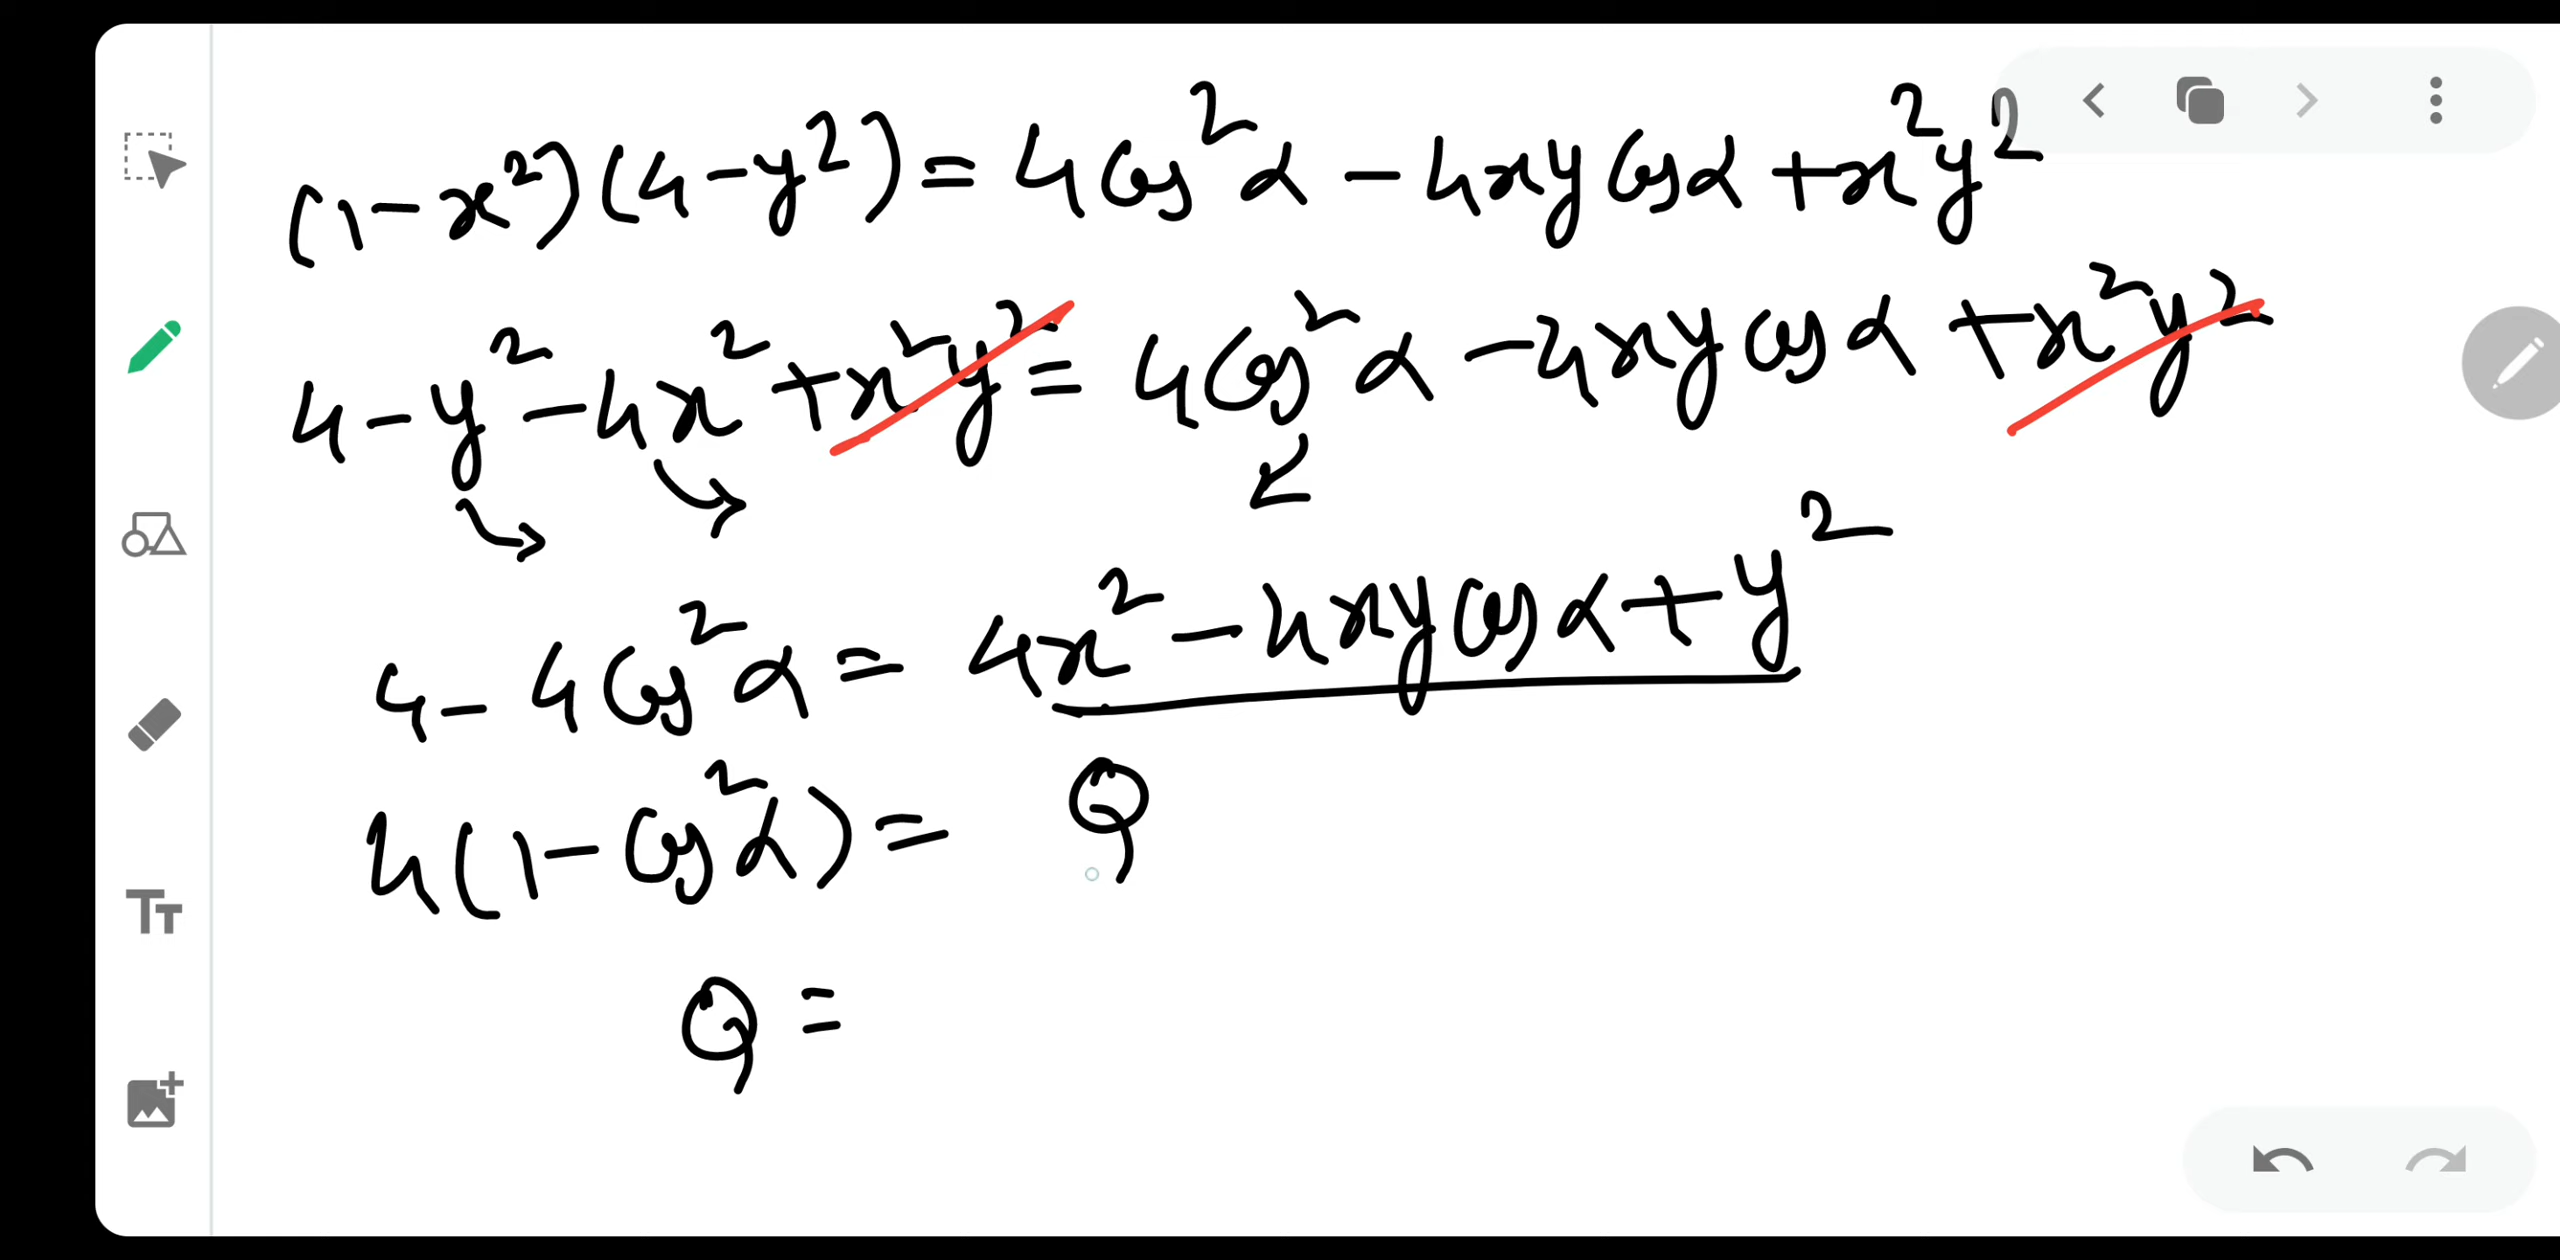 (1-x²)(4-y²) = 4cos²α - 4xy cosα + x²y²
4-y²-4x²+x²y² = 4cos²α - 4xy cosα + x²y²
4-4cos²α = 4x²-4xy cosα + y²
4(1-cos²α) = Q
Q =
TT